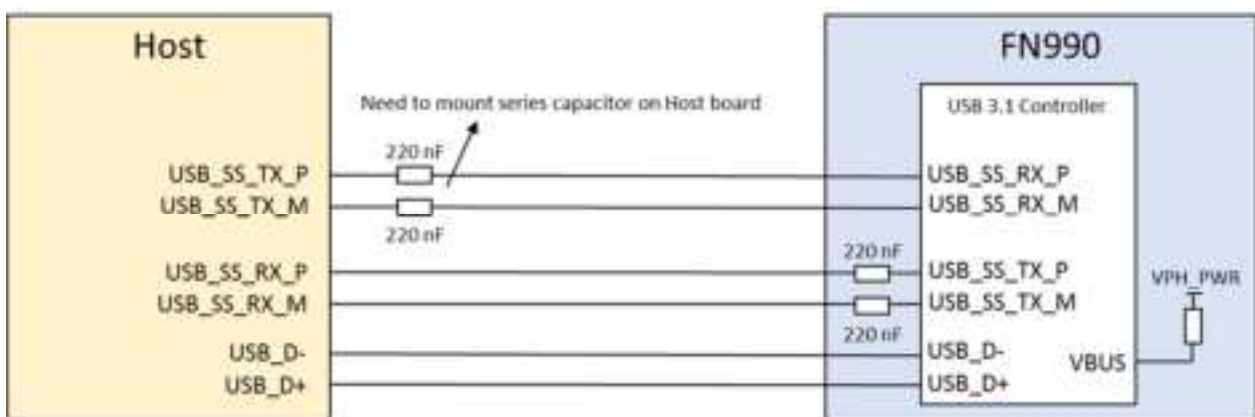 Host
FN990
USB 3.1 Controller
Need to mount series capacitor on Host board
220 nF
USB_SS_TX_P
USB_SS_RX_P
USB_SS_TX_M
USB_SS_RX_M
220 nF
220 nF
USB_SS_RX_P
USB_SS_TX_P
VPH_PWR
USB_SS_RX_M
USB_SS_TX_M
220 nF
USB_D-
USB_D-
VBUS
USB_D+
USB_D+